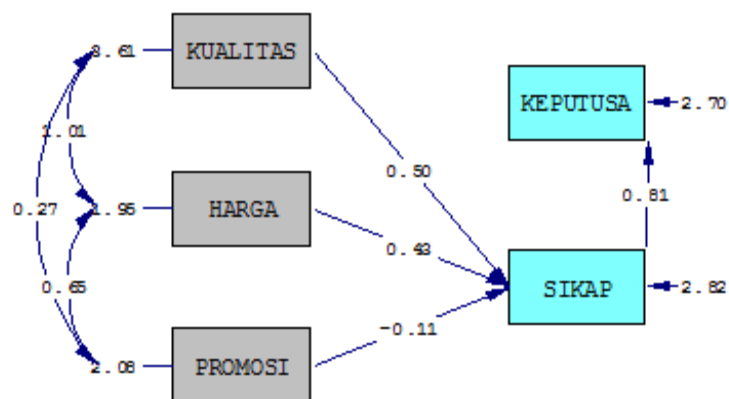 3.61
KUALITAS
KEPUTUSA
2.70
1.01
0.50
0.81
0.27
1.95
HARGA
0.43
0.65
SIKAP
2.82
-0.11
2.08
PROMOSI